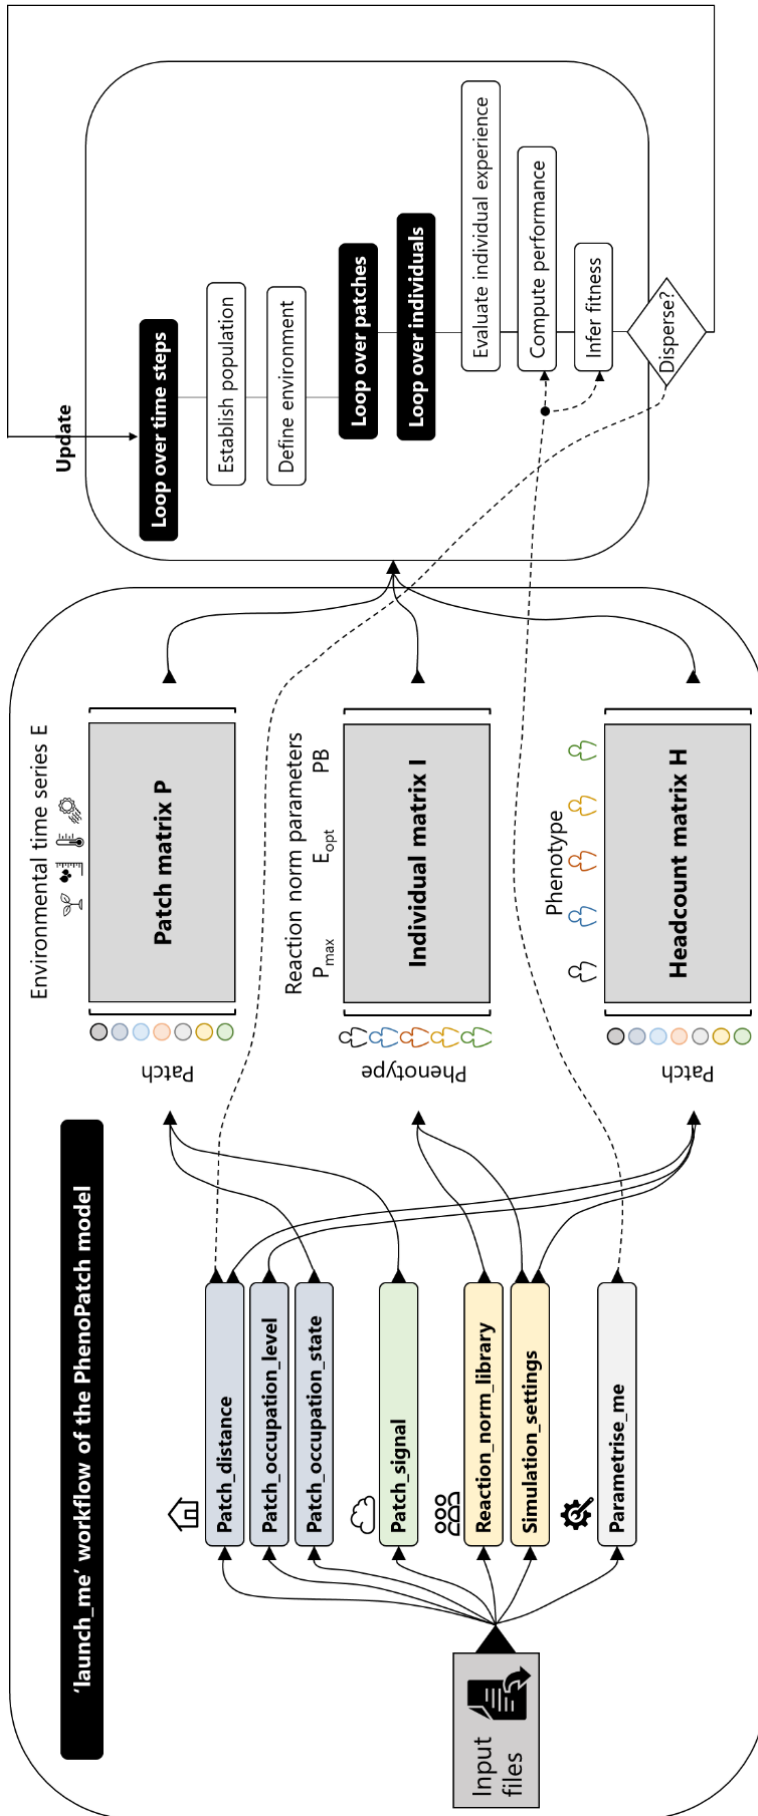 'launch_me' workflow of the PhenoPatch model
Input
files
Patch_distance
Patch_occupation_level
Patch_occupation_state
Patch_signal
Reaction_norm_library
Simulation_settings
Parametrise_me
Environmental time series E
Patch
Patch matrix P
Reaction norm parameters
Pmax Eopt PB
Phenotype
Individual matrix I
Phenotype
Patch
Headcount matrix H
Update
Loop over time steps
Establish population
Define environment
Loop over patches
Loop over individuals
Evaluate individual experience
Compute performance
Infer fitness
Disperse?